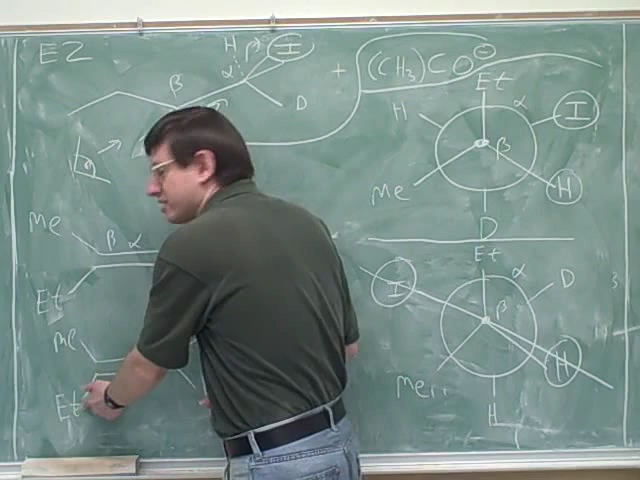 E2
H β I
α
β D
+ (CH₃)CO⊖
Et
H α I
β
Me H
D
Me β α
Et
Et
α D
I β
H
Me
H
Me
Et